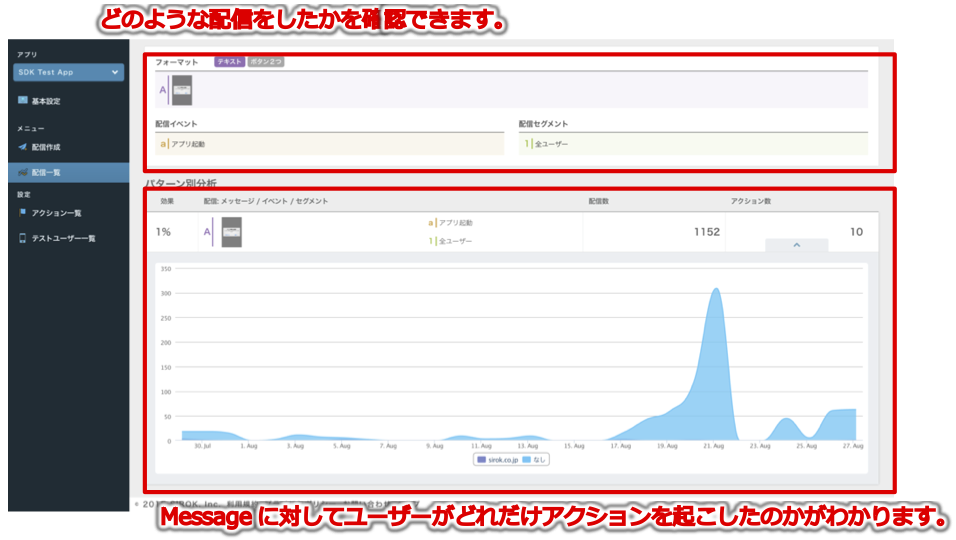 どのような配信をしたかを確認できます。
アプリ
SDK Test App
基本設定
メニュー
配信作成
配信一覧
設定
アクション一覧
テストユーザー一覧
フォーマット テキスト ボタン2つ
A
配信イベント 配信セグメント
a アプリ起動 1 全ユーザー
パターン別分析
効果 配信: メッセージ / イベント / セグメント 配信数 アクション数
1% A a アプリ起動 1152 10
1 全ユーザー
350
300
250
200
150
100
50
0
30. Jul 1. Aug 3. Aug 5. Aug 7. Aug 9. Aug 11. Aug 13. Aug 15. Aug 17. Aug 19. Aug 21. Aug 23. Aug 25. Aug 27. Aug
sirok.co.jp なし
Inc.
Message に対してユーザーがどれだけアクションを起こしたのかがわかります。